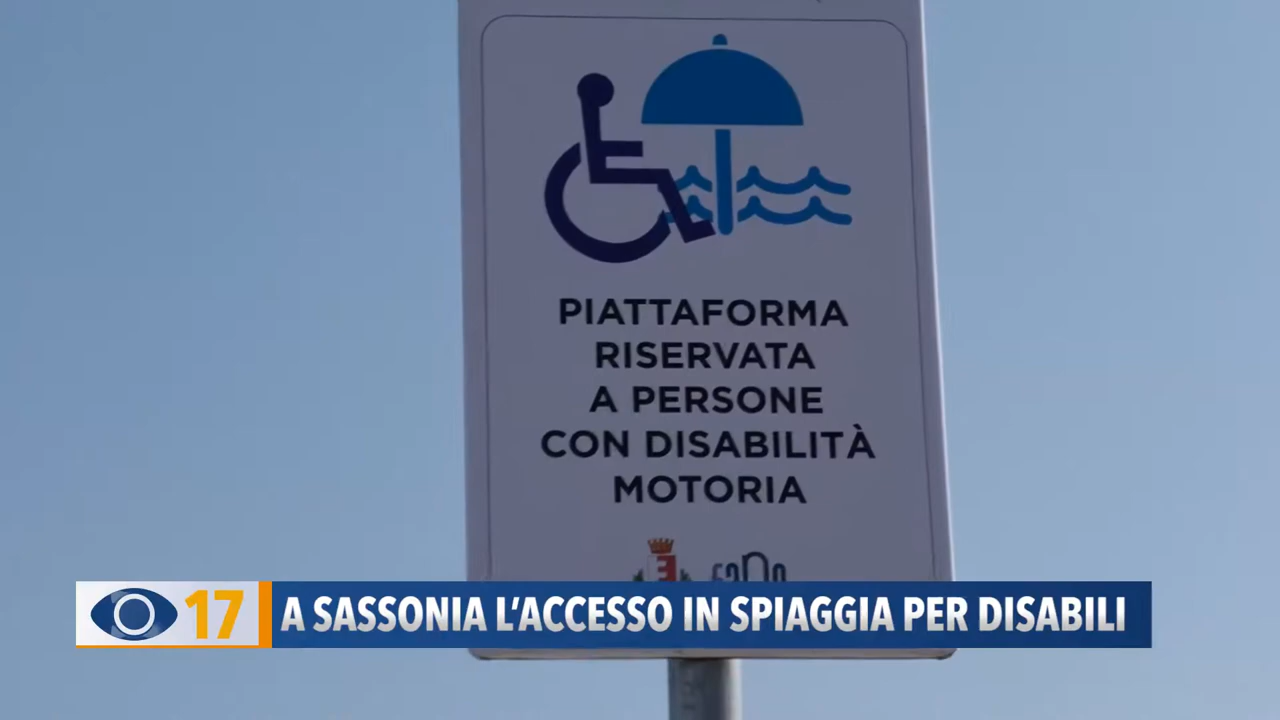 PIATTAFORMA
RISERVATA
A PERSONE
CON DISABILITÀ
MOTORIA
17 A SASSONIA L'ACCESSO IN SPIAGGIA PER DISABILI